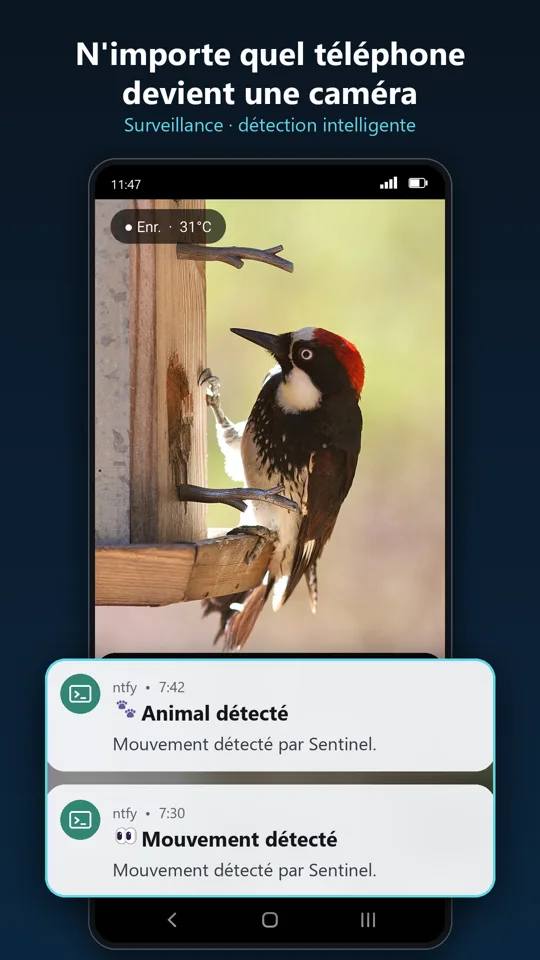 N'importe quel téléphone
devient une caméra
Surveillance · détection intelligente
11:47
● Enr. · 31°C
ntfy • 7:42
🐾 Animal détecté
Mouvement détecté par Sentinel.
ntfy • 7:30
👀 Mouvement détecté
Mouvement détecté par Sentinel.